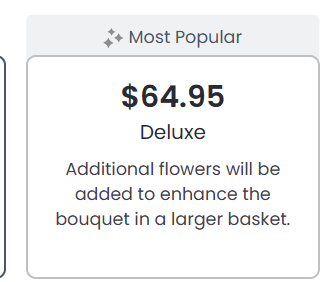 Most Popular
$64.95
Deluxe
Additional flowers will be
added to enhance the
bouquet in a larger basket.